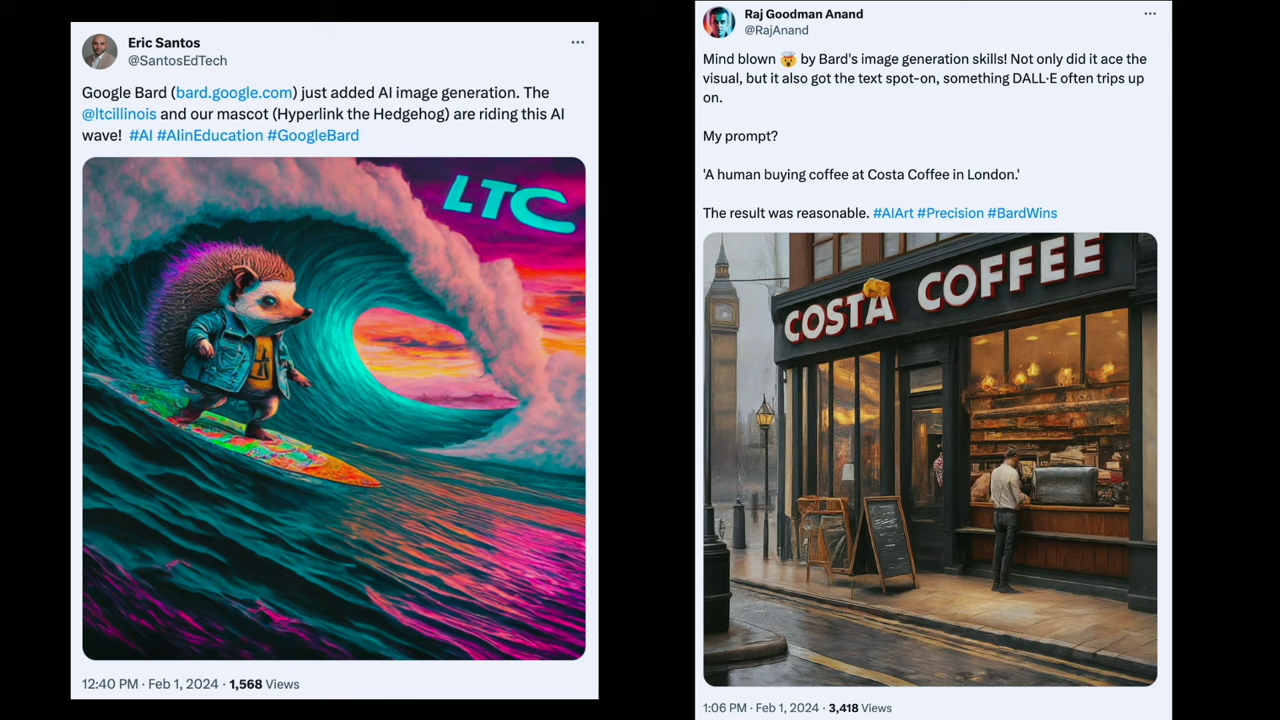 Eric Santos
@SantosEdTech
Google Bard (bard.google.com) just added AI image generation. The
@ltcillinois and our mascot (Hyperlink the Hedgehog) are riding this AI
wave! #AI #AIinEducation #GoogleBard
LTC
12:40 PM · Feb 1, 2024 · 1,568 Views
Raj Goodman Anand
@RajAnand
Mind blown 🤯 by Bard's image generation skills! Not only did it ace the
visual, but it also got the text spot-on, something DALL·E often trips up
on.
My prompt?
'A human buying coffee at Costa Coffee in London.'
The result was reasonable. #AIArt #Precision #BardWins
COSTA COFFEE
1:06 PM · Feb 1, 2024 · 3,418 Views